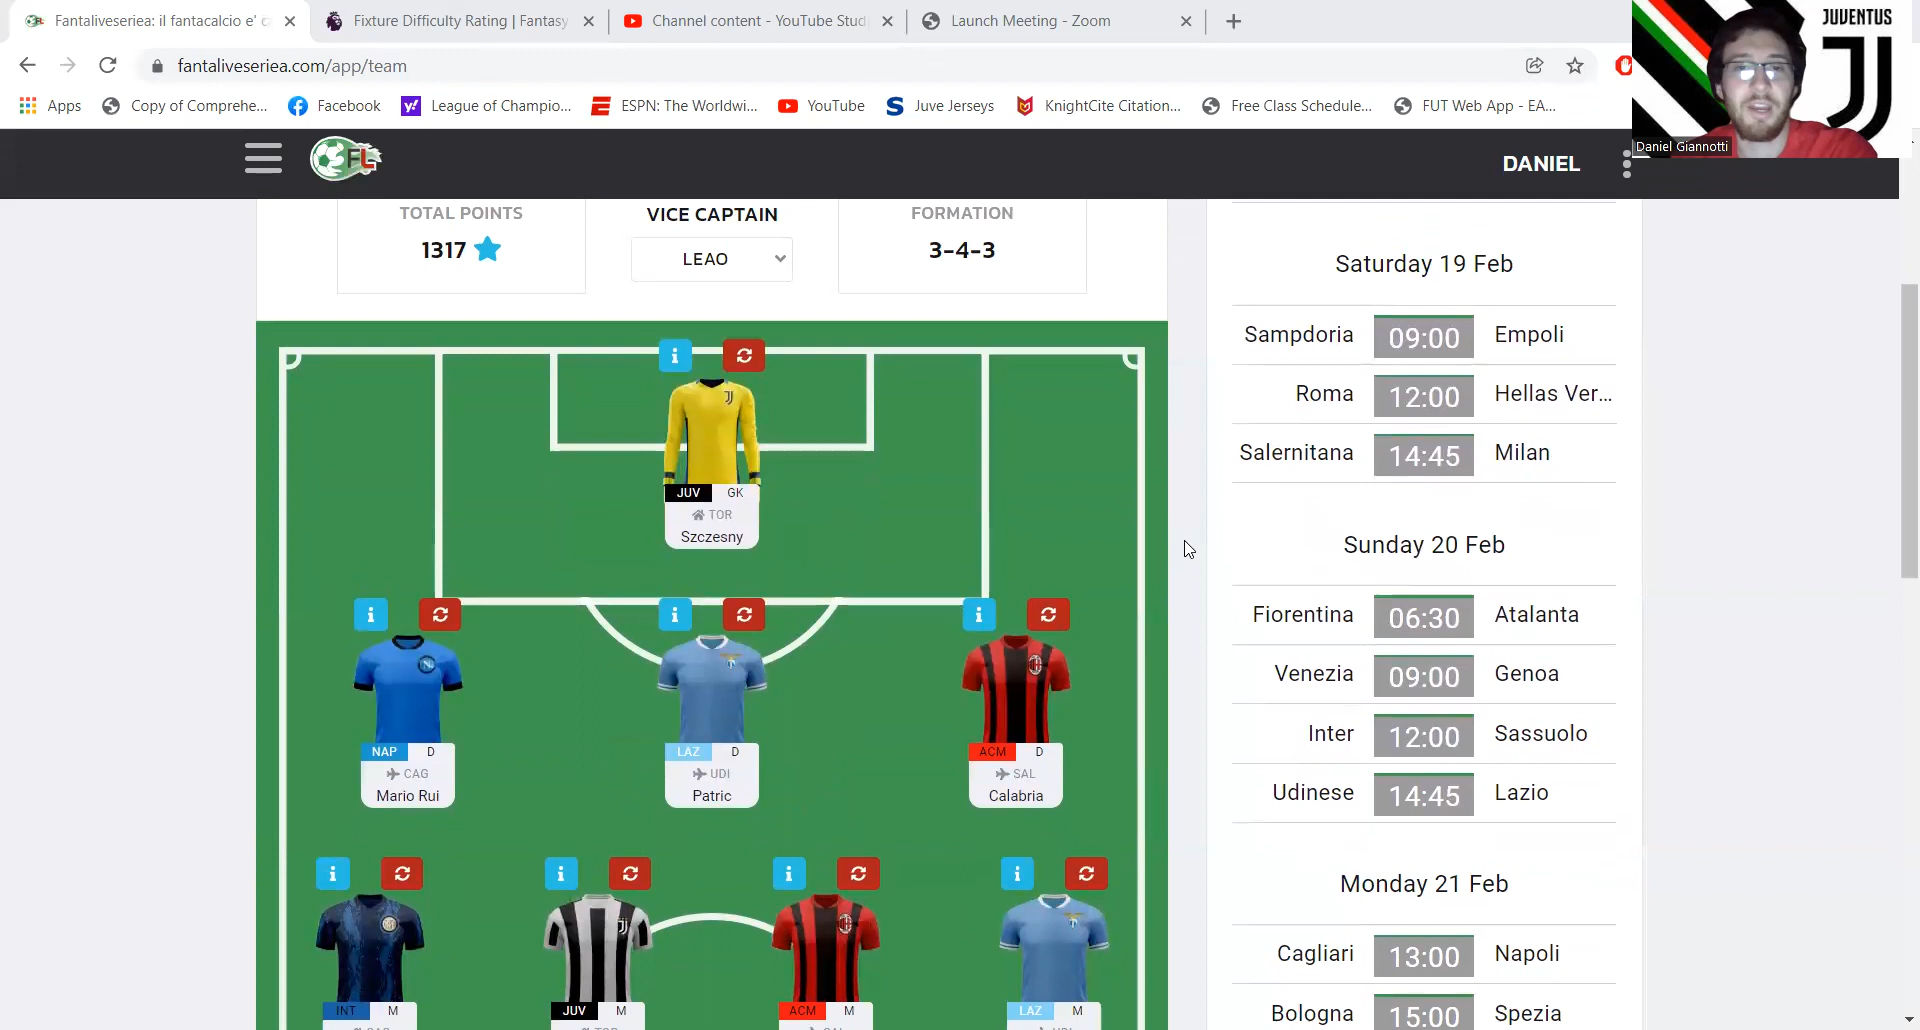 Fantaliveseriea: il fantacalcio e'
Fixture Difficulty Rating | Fantasy
Channel content - YouTube Stud
Launch Meeting - Zoom
fantaliveseriea.com/app/team
Apps
Copy of Comprehe...
Facebook
League of Champio...
ESPN: The Worldwi...
YouTube
Juve Jerseys
KnightCite Citation...
Free Class Schedule...
FUT Web App - EA...
JUVENTUS
Daniel Giannotti
FL
DANIEL
TOTAL POINTS
1317
VICE CAPTAIN
LEAO
FORMATION
3-4-3
JUV GK
TOR
Szczesny
NAP D
CAG
Mario Rui
LAZ D
UDI
Patric
ACM D
SAL
Calabria
INT M
JUV M
ACM M
LAZ M
Saturday 19 Feb
Sampdoria 09:00 Empoli
Roma 12:00 Hellas Ver...
Salernitana 14:45 Milan
Sunday 20 Feb
Fiorentina 06:30 Atalanta
Venezia 09:00 Genoa
Inter 12:00 Sassuolo
Udinese 14:45 Lazio
Monday 21 Feb
Cagliari 13:00 Napoli
Bologna 15:00 Spezia